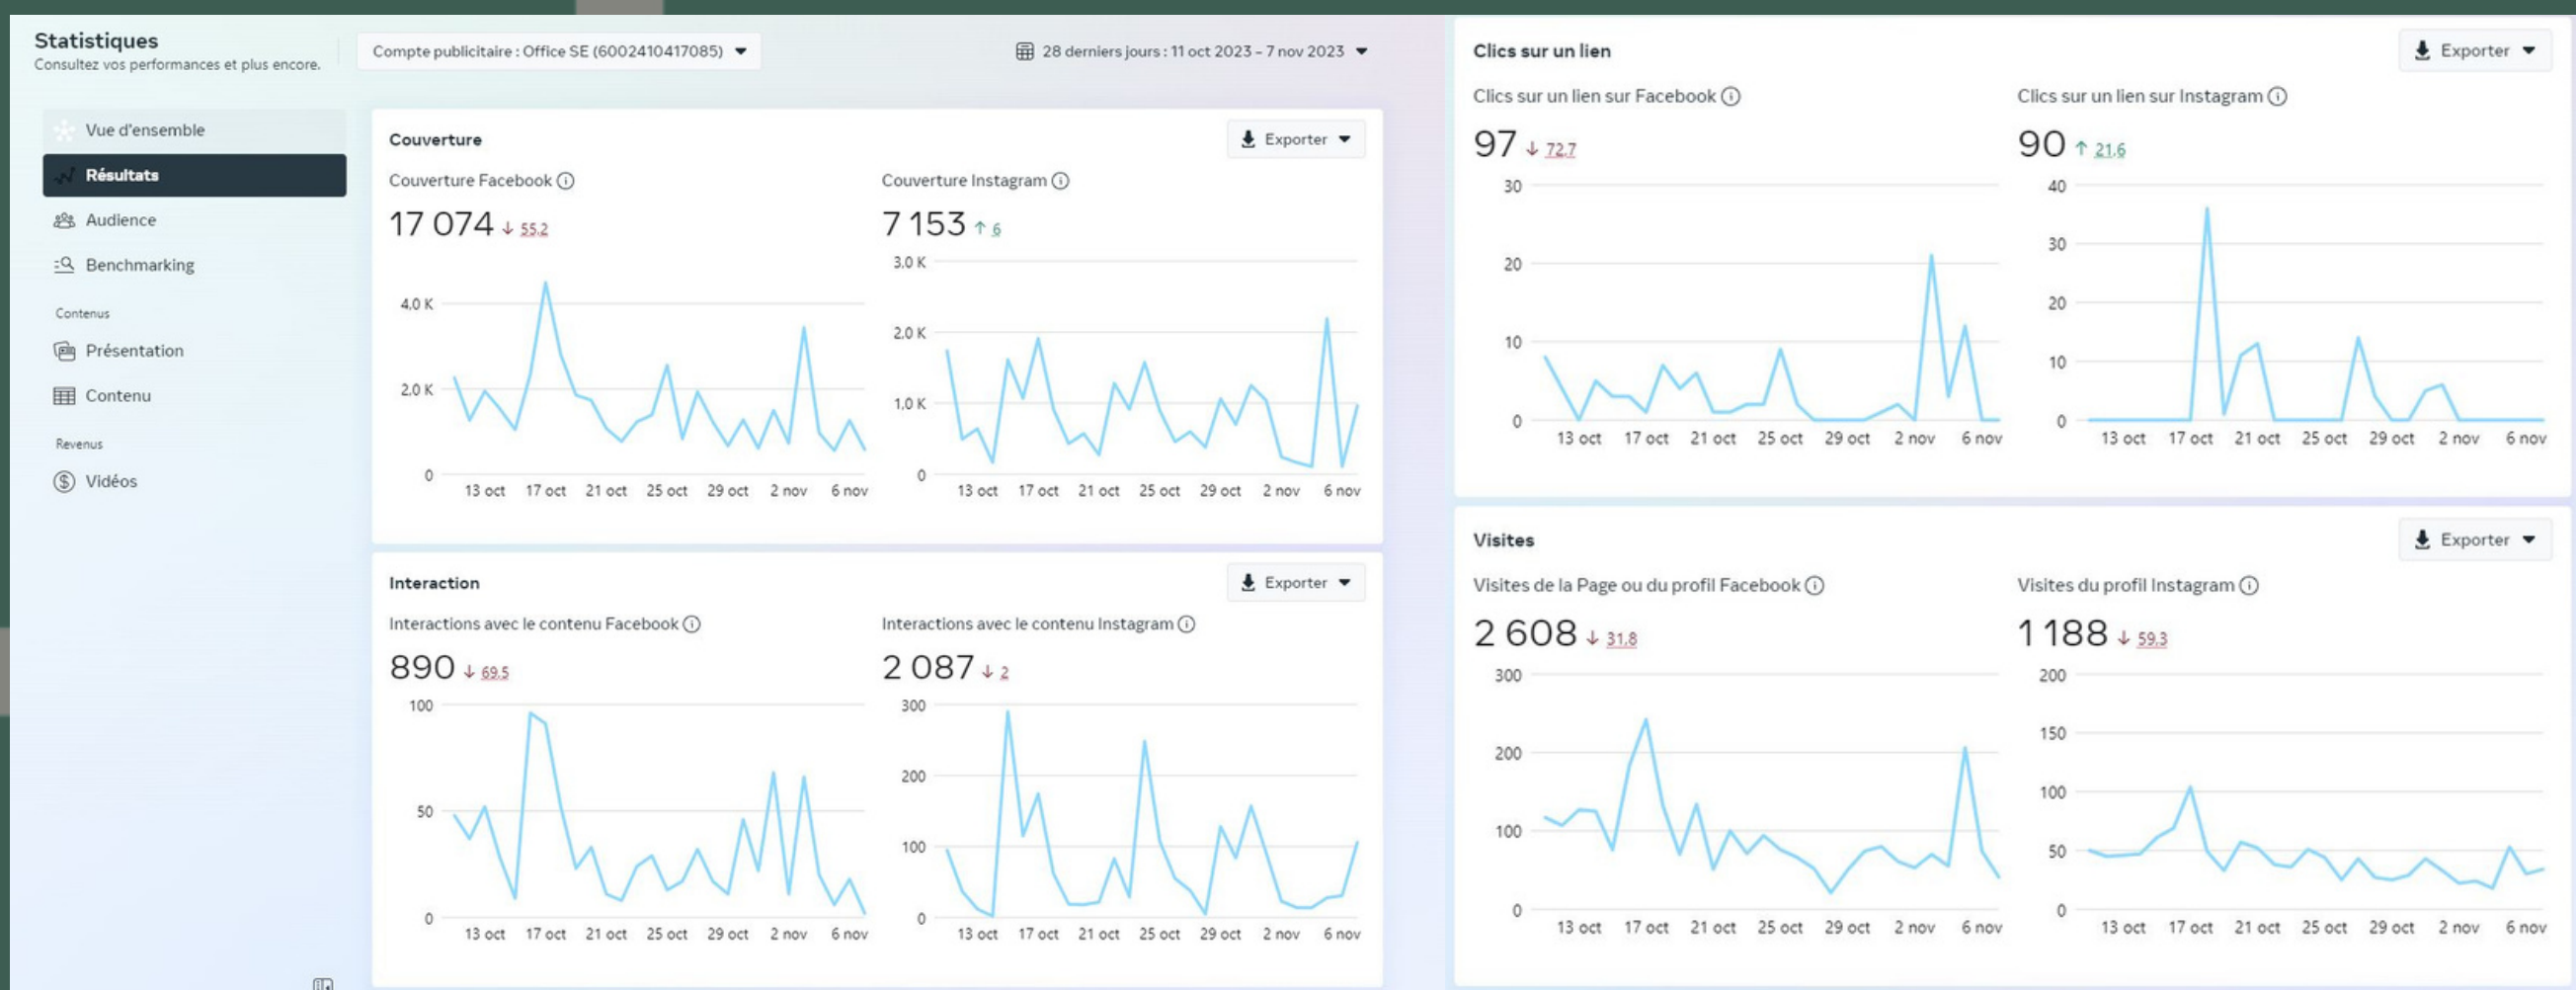 Statistiques
Consultez vos performances et plus encore.
Compte publicitaire : Office SE (6002410417085)
28 derniers jours : 11 oct 2023 – 7 nov 2023
Vue d'ensemble
Résultats
Audience
Benchmarking
Contenus
Présentation
Contenu
Revenus
Vidéos
Couverture
Exporter
Couverture Facebook
17 074 ↓ 55,2
4,0 K
2,0 K
0
13 oct 17 oct 21 oct 25 oct 29 oct 2 nov 6 nov
Couverture Instagram
7 153 ↑ 6
3,0 K
2,0 K
1,0 K
0
13 oct 17 oct 21 oct 25 oct 29 oct 2 nov 6 nov
Interaction
Exporter
Interactions avec le contenu Facebook
890 ↓ 69,5
100
50
0
13 oct 17 oct 21 oct 25 oct 29 oct 2 nov 6 nov
Interactions avec le contenu Instagram
2 087 ↓ 2
300
200
100
0
13 oct 17 oct 21 oct 25 oct 29 oct 2 nov 6 nov
Clics sur un lien
Exporter
Clics sur un lien sur Facebook
97 ↓ 72,7
30
20
10
0
13 oct 17 oct 21 oct 25 oct 29 oct 2 nov 6 nov
Clics sur un lien sur Instagram
90 ↑ 21,6
40
30
20
10
0
13 oct 17 oct 21 oct 25 oct 29 oct 2 nov 6 nov
Visites
Exporter
Visites de la Page ou du profil Facebook
2 608 ↓ 31,8
300
200
100
0
13 oct 17 oct 21 oct 25 oct 29 oct 2 nov 6 nov
Visites du profil Instagram
1 188 ↓ 59,3
200
150
100
50
0
13 oct 17 oct 21 oct 25 oct 29 oct 2 nov 6 nov